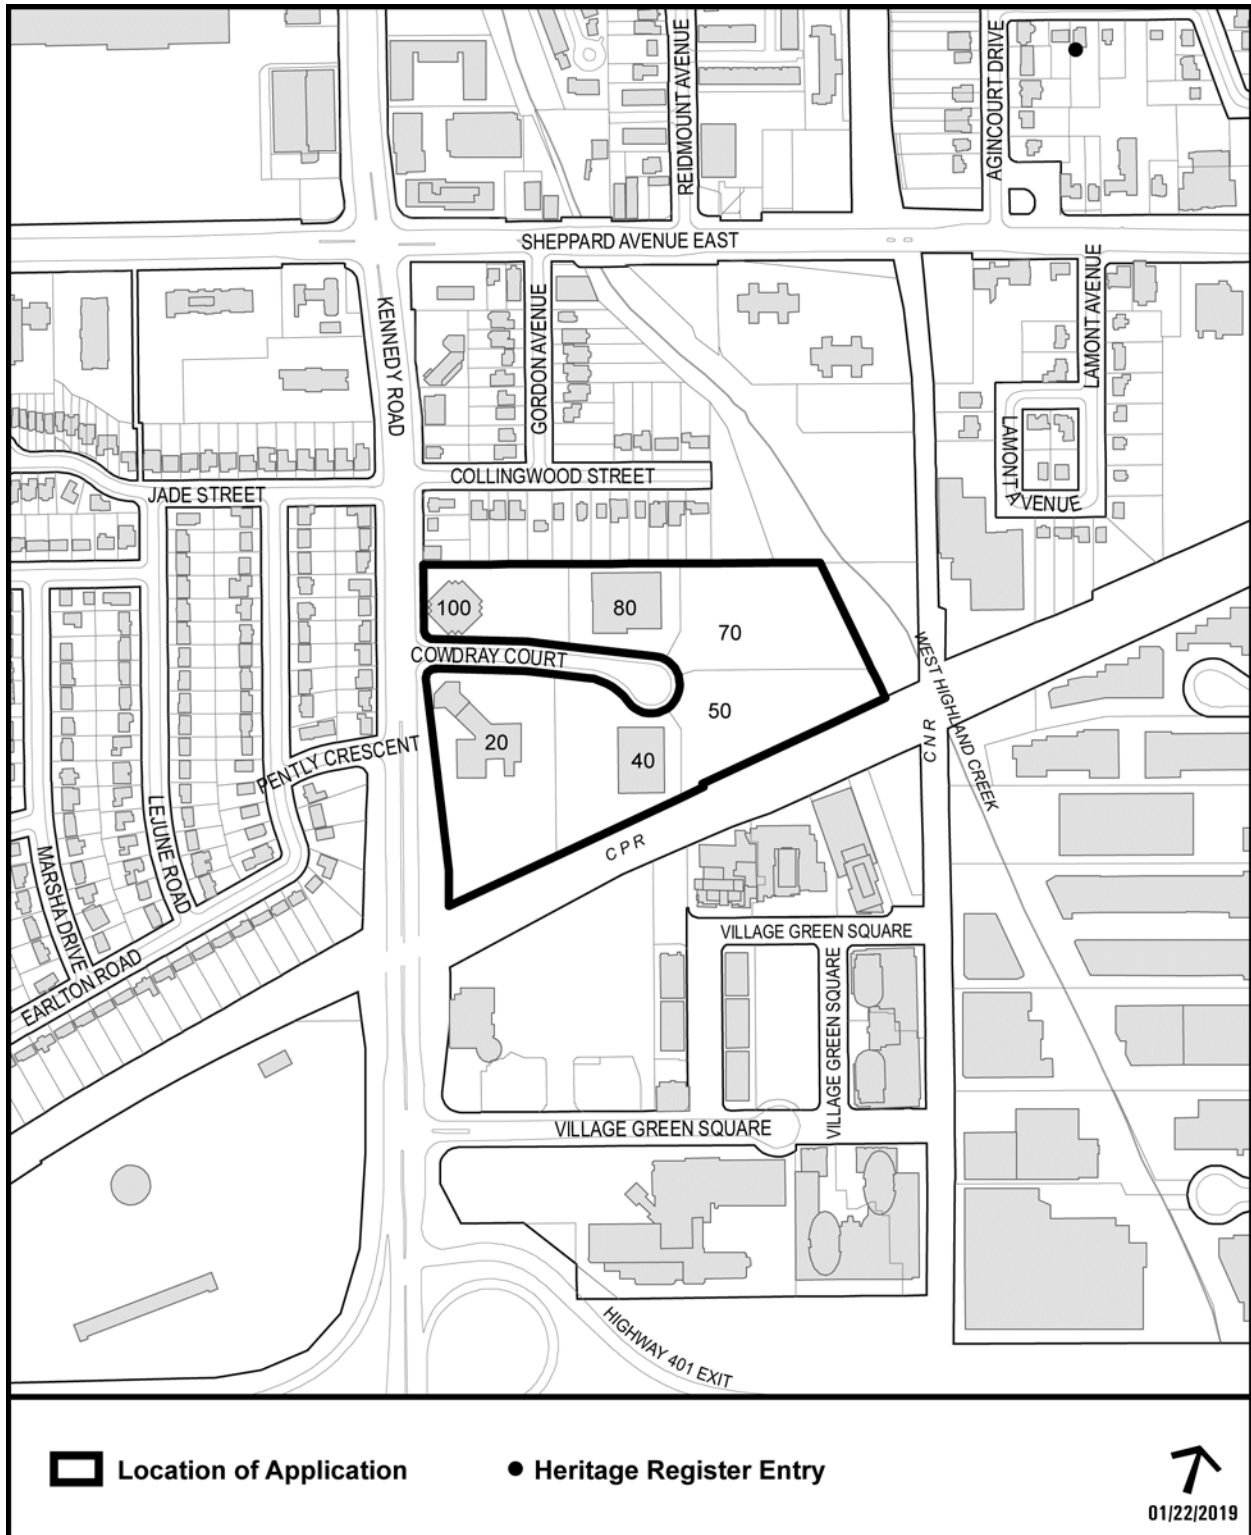 REIDMOUNT AVENUE
AGINCOURT DRIVE
SHEPPARD AVENUE EAST
KENNEDY ROAD
GORDON AVENUE
LAMONT AVENUE
LAMONT AVENUE
COLLINGWOOD STREET
JADE STREET
100
80
70
COWDRAY COURT
50
20
40
PENTLY CRESCENT
WEST HIGHLAND CREEK
CNR
CPR
LEJUNE ROAD
MARSHA DRIVE
EARLTON ROAD
VILLAGE GREEN SQUARE
VILLAGE GREEN SQUARE
VILLAGE GREEN SQUARE
HIGHWAY 401 EXIT
Location of Application
Heritage Register Entry
01/22/2019